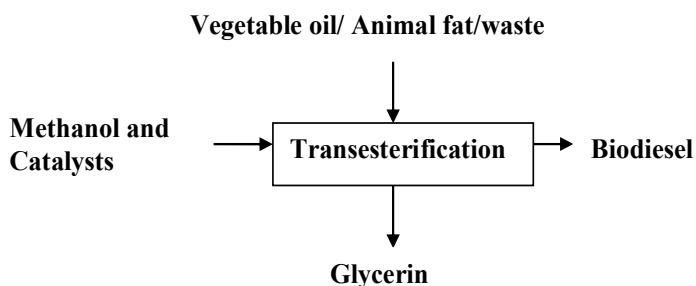 Vegetable oil/ Animal fat/waste
Methanol and
Catalysts
Transesterification
Biodiesel
Glycerin